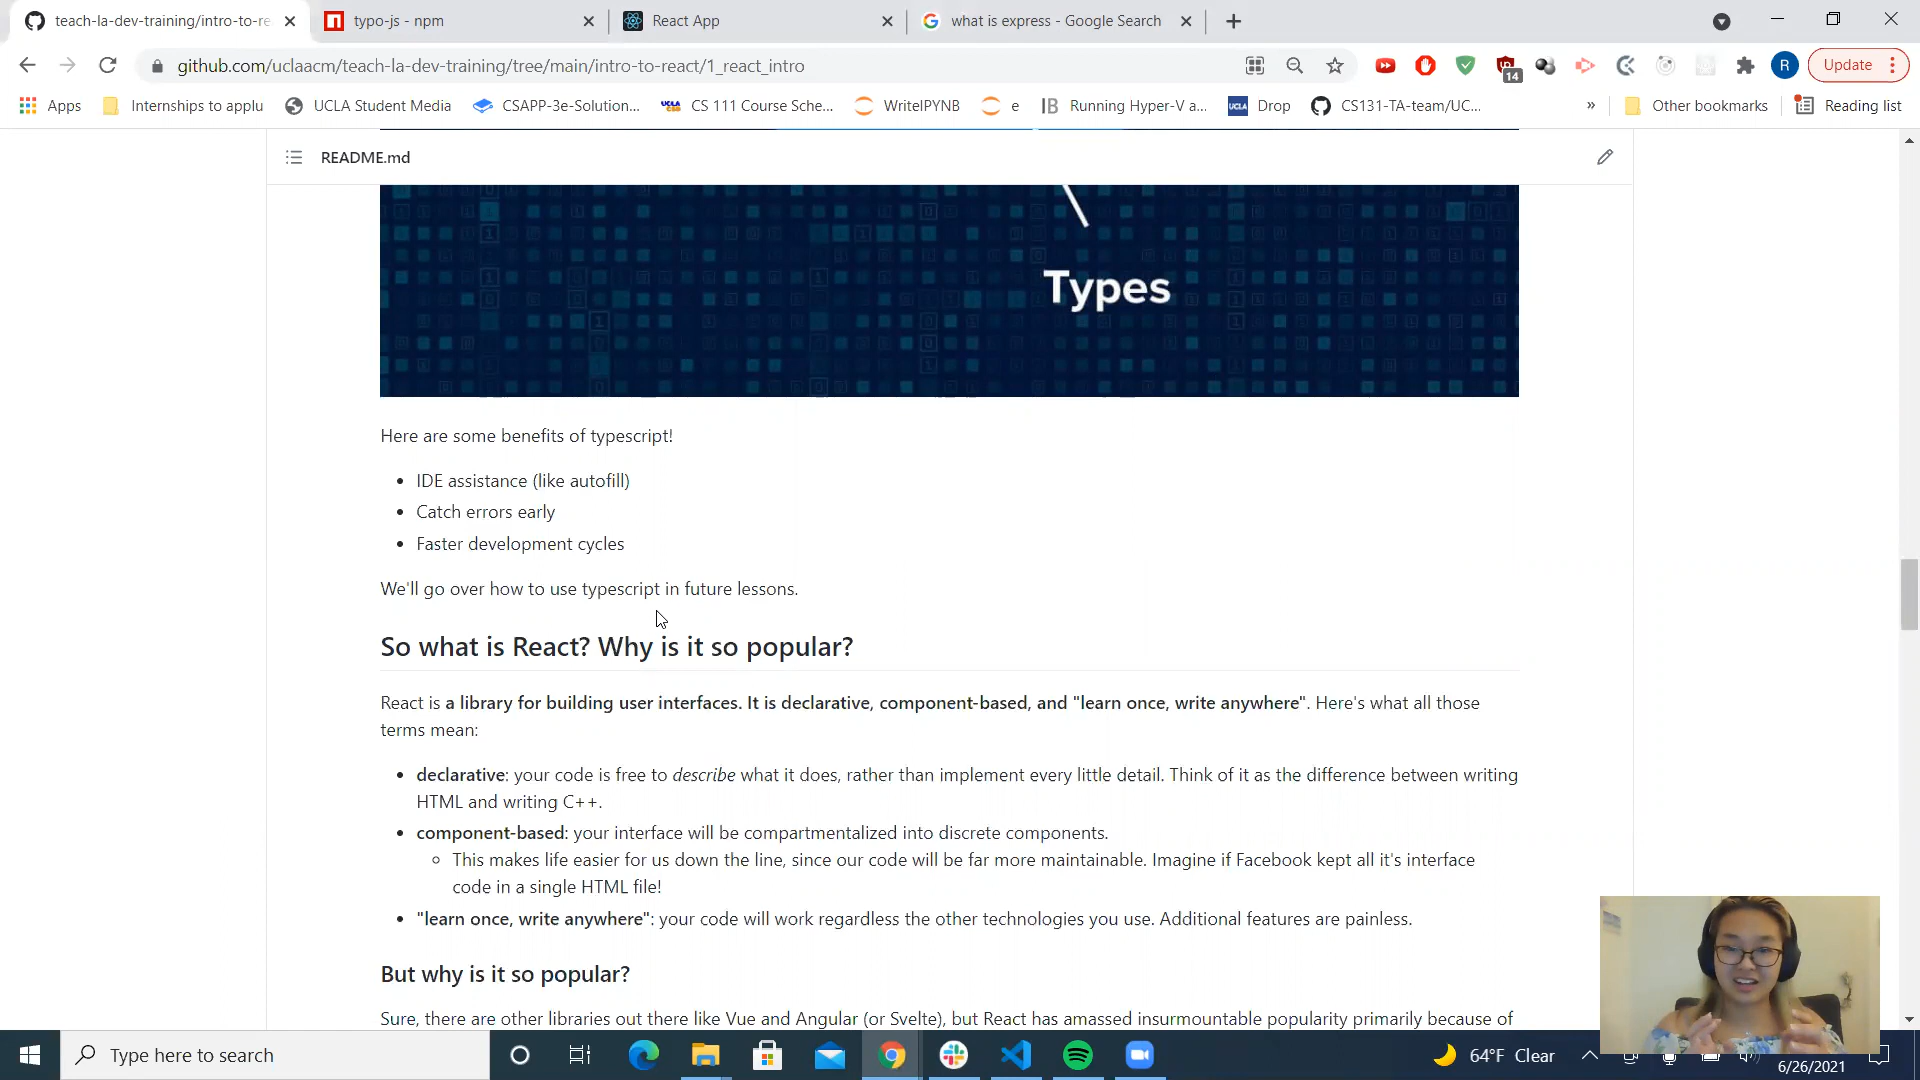 teach-la-dev-training/intro-to-re
typo-js - npm
React App
what is express - Google Search
github.com/uclaacm/teach-la-dev-training/tree/main/intro-to-react/1_react_intro
14
R
Update
Apps
Internships to applu
UCLA Student Media
CSAPP-3e-Solution...
CS 111 Course Sche...
WriteIPYNB
e
Running Hyper-V a...
Drop
CS131-TA-team/UC...
»
Other bookmarks
Reading list
README.md
Types
Here are some benefits of typescript!
• IDE assistance (like autofill)
• Catch errors early
• Faster development cycles
We'll go over how to use typescript in future lessons.
So what is React? Why is it so popular?
React is a library for building user interfaces. It is declarative, component-based, and "learn once, write anywhere". Here's what all those
terms mean:
• declarative: your code is free to describe what it does, rather than implement every little detail. Think of it as the difference between writing
HTML and writing C++.
• component-based: your interface will be compartmentalized into discrete components.
◦ This makes life easier for us down the line, since our code will be far more maintainable. Imagine if Facebook kept all it's interface
code in a single HTML file!
• "learn once, write anywhere": your code will work regardless the other technologies you use. Additional features are painless.
But why is it so popular?
Sure, there are other libraries out there like Vue and Angular (or Svelte), but React has amassed insurmountable popularity primarily because of
Type here to search
64°F Clear
6/26/2021